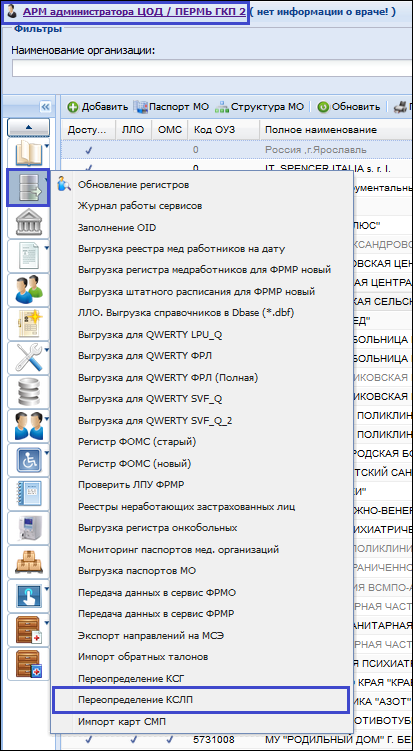 АРМ администратора ЦОД / ПЕРМЬ ГКП 2 ( нет информации о враче! )
Фильтры
Наименование организации:
Добавить Паспорт МО Структура МО Обновить
Досту... ЛЛО ОМС Код ОУЗ Полное наименование
0 Россия ,г.Ярославль
0 IT. SPENCER ITALIA s. r. l.
Обновление регистров
Журнал работы сервисов
Заполнение OID
Выгрузка реестра мед работников на дату
Выгрузка регистра медработников для ФРМР новый
Выгрузка штатного расписания для ФРМР новый
ЛЛО. Выгрузка справочников в Dbase (*.dbf)
Выгрузка для QWERTY LPU_Q
Выгрузка для QWERTY ФРЛ
Выгрузка для QWERTY ФРЛ (Полная)
Выгрузка для QWERTY SVF_Q
Выгрузка для QWERTY SVF_Q_2
Регистр ФОМС (старый)
Регистр ФОМС (новый)
Проверить ЛПУ ФРМР
Реестры неработающих застрахованных лиц
Выгрузка регистра онкобольных
Мониторинг паспортов мед. организаций
Выгрузка паспортов МО
Передача данных в сервис ФРМО
Передача данных в сервис ФРМР
Экспорт направлений на МСЭ
Импорт обратных талонов
Переопределение КСГ
Переопределение КСЛП
Импорт карт СМП
5731008 МУ "РОДИЛЬНЫЙ ДОМ" Г. БЕР